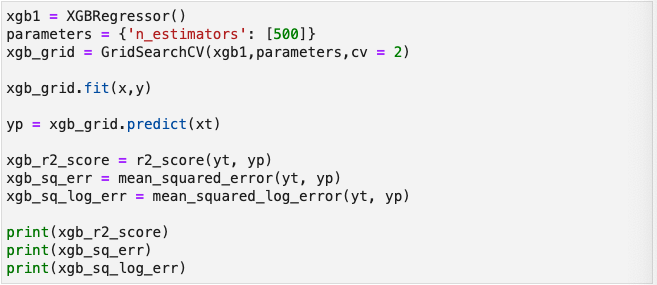 xgb1 = XGBRegressor()
parameters = {'n_estimators': [500]}
xgb_grid = GridSearchCV(xgb1,parameters,cv = 2)
xgb_grid.fit(x,y)
yp = xgb_grid.predict(xt)
xgb_r2_score = r2_score(yt, yp)
xgb_sq_err = mean_squared_error(yt, yp)
xgb_sq_log_err = mean_squared_log_error(yt, yp)
print(xgb_r2_score)
print(xgb_sq_err)
print(xgb_sq_log_err)